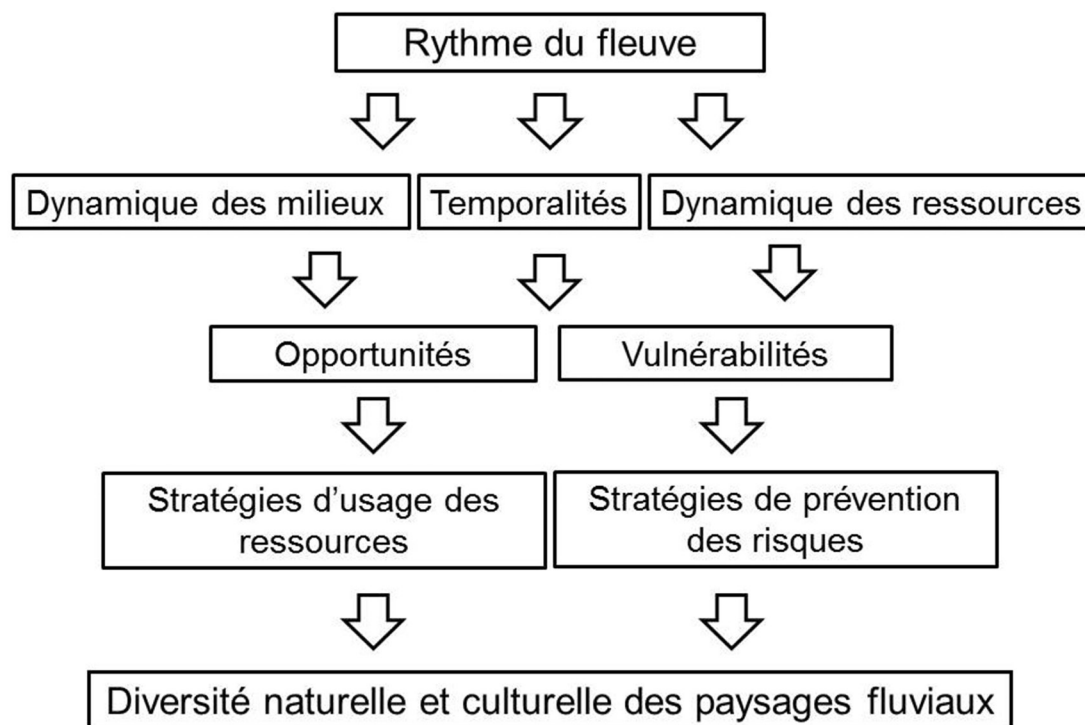 Rythme du fleuve
Dynamique des milieux
Temporalités
Dynamique des ressources
Opportunités
Vulnérabilités
Stratégies d'usage des
ressources
Stratégies de prévention
des risques
Diversité naturelle et culturelle des paysages fluviaux